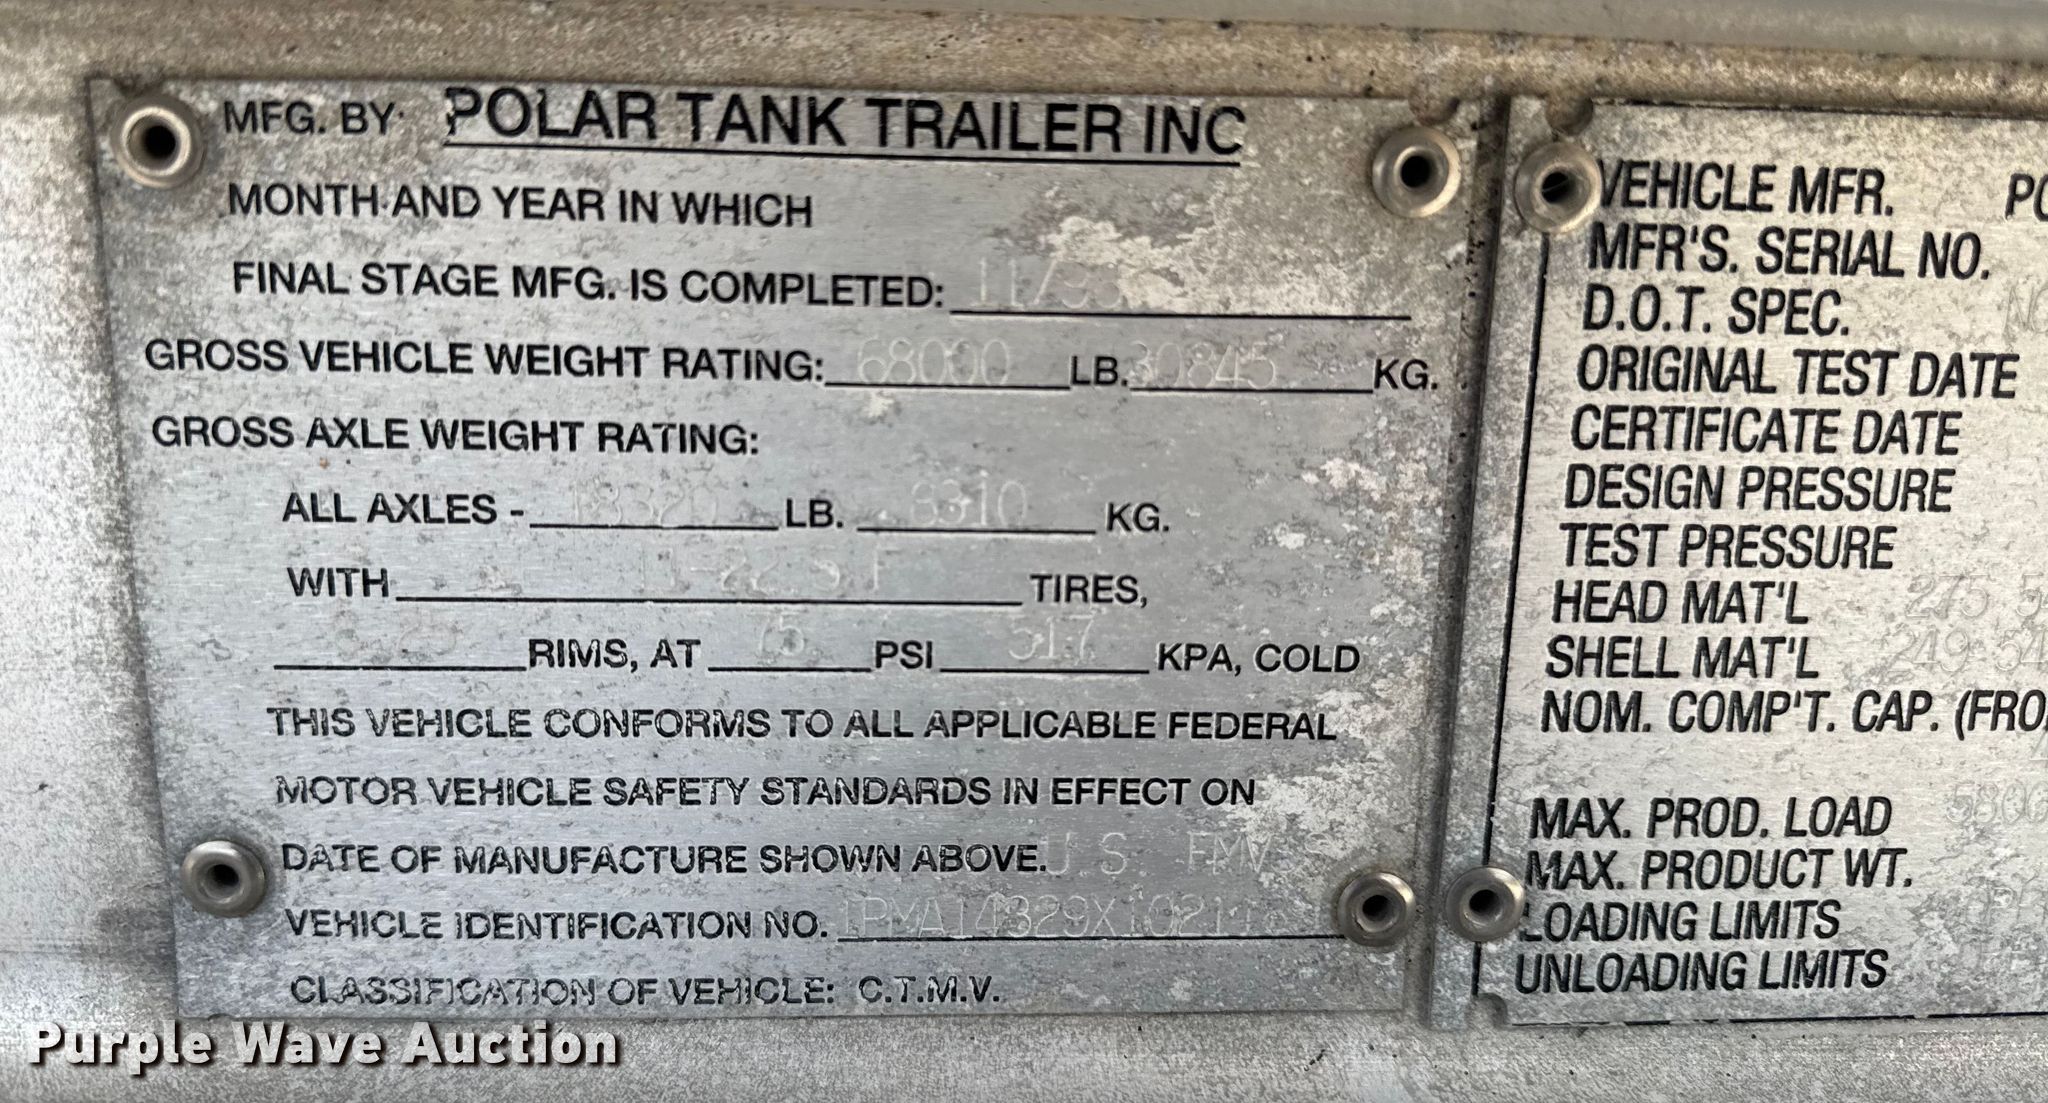 MFG. BY: POLAR TANK TRAILER INC
MONTH AND YEAR IN WHICH
FINAL STAGE MFG. IS COMPLETED:
GROSS VEHICLE WEIGHT RATING: 68000 LB. 30845 KG.
GROSS AXLE WEIGHT RATING:
ALL AXLES - 18320 LB. 8310 KG.
WITH TIRES,
RIMS, AT 75 PSI 517 KPA, COLD
THIS VEHICLE CONFORMS TO ALL APPLICABLE FEDERAL
MOTOR VEHICLE SAFETY STANDARDS IN EFFECT ON
DATE OF MANUFACTURE SHOWN ABOVE. U.S.
VEHICLE IDENTIFICATION NO.
CLASSIFICATION OF VEHICLE: C.T.M.V.
VEHICLE MFR.
MFR'S. SERIAL NO.
D.O.T. SPEC.
ORIGINAL TEST DATE
CERTIFICATE DATE
DESIGN PRESSURE
TEST PRESSURE
HEAD MAT'L
SHELL MAT'L
NOM. COMP'T. CAP.
MAX. PROD. LOAD
MAX. PRODUCT WT.
LOADING LIMITS
UNLOADING LIMITS
Purple Wave Auction